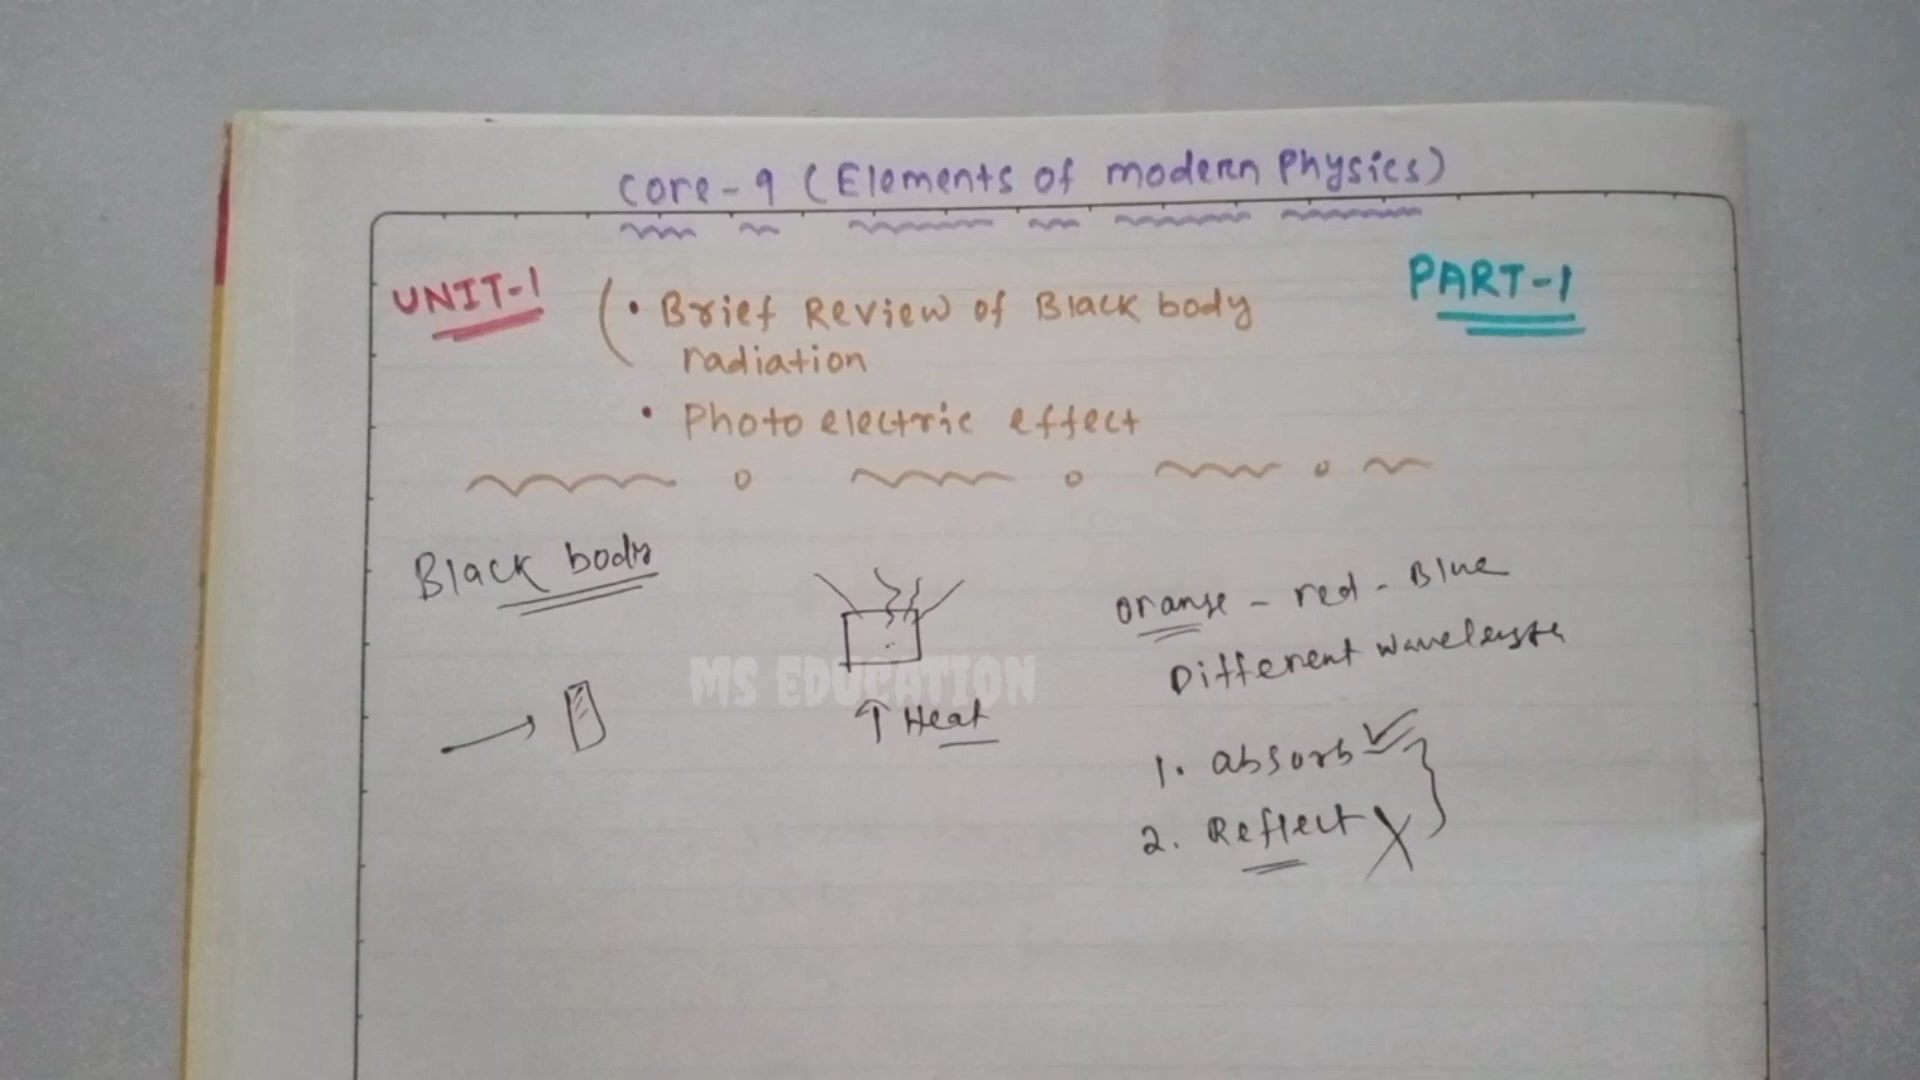 Core-9 (Elements of modern Physics)
UNIT-1
PART-1
(• Brief Review of Black body
radiation
• Photo electric effect
Black body
orange - red - Blue
Different wavelength
MS EDUCATION
↑ Heat
1. absorb ✓
2. Reflect X